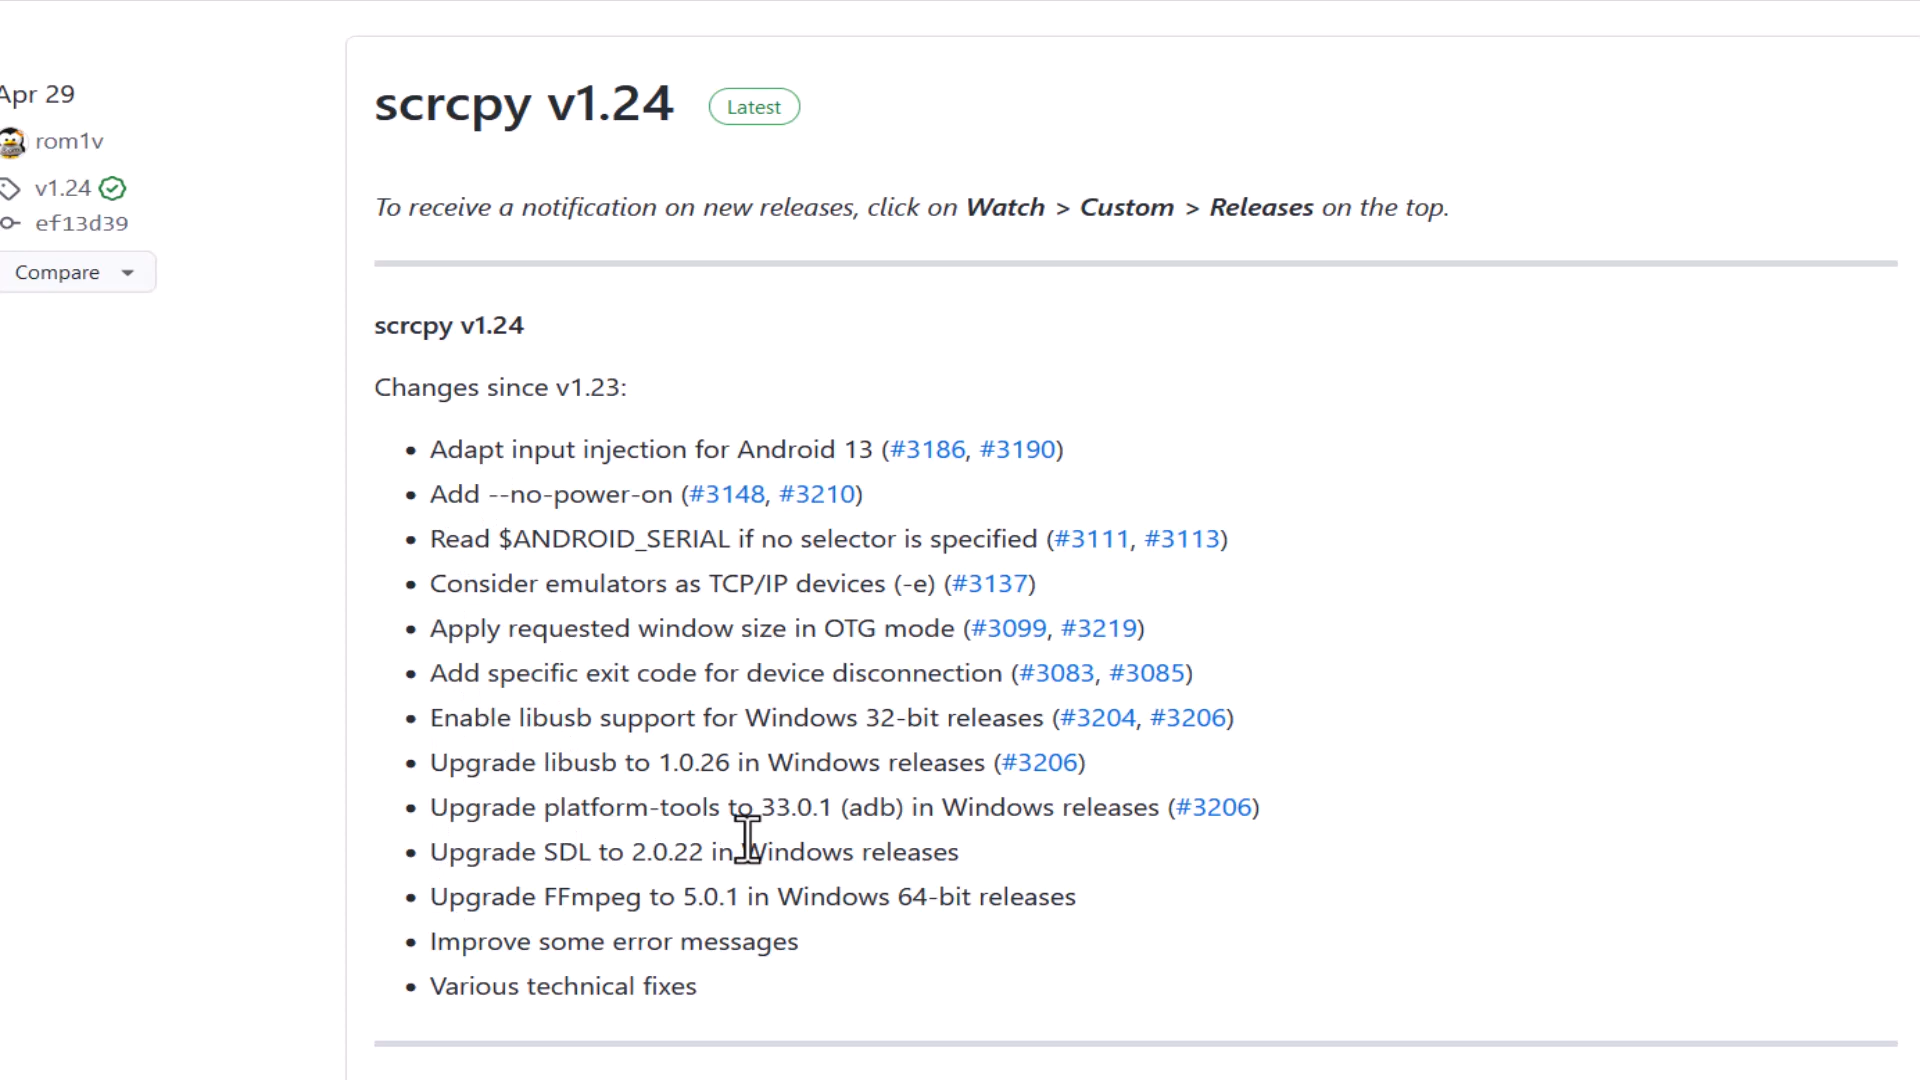 Apr 29
rom1v
v1.24
ef13d39
Compare
scrcpy v1.24 Latest
To receive a notification on new releases, click on Watch > Custom > Releases on the top.
scrcpy v1.24
Changes since v1.23:
• Adapt input injection for Android 13 (#3186, #3190)
• Add --no-power-on (#3148, #3210)
• Read $ANDROID_SERIAL if no selector is specified (#3111, #3113)
• Consider emulators as TCP/IP devices (-e) (#3137)
• Apply requested window size in OTG mode (#3099, #3219)
• Add specific exit code for device disconnection (#3083, #3085)
• Enable libusb support for Windows 32-bit releases (#3204, #3206)
• Upgrade libusb to 1.0.26 in Windows releases (#3206)
• Upgrade platform-tools to 33.0.1 (adb) in Windows releases (#3206)
• Upgrade SDL to 2.0.22 in Windows releases
• Upgrade FFmpeg to 5.0.1 in Windows 64-bit releases
• Improve some error messages
• Various technical fixes